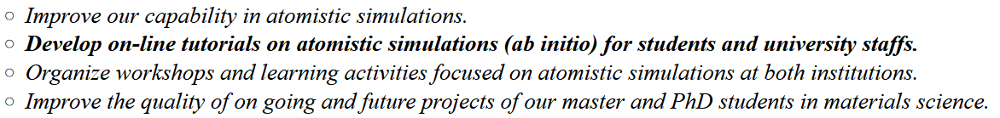 ○ Improve our capability in atomistic simulations.
○ Develop on-line tutorials on atomistic simulations (ab initio) for students and university staffs.
○ Organize workshops and learning activities focused on atomistic simulations at both institutions.
○ Improve the quality of on going and future projects of our master and PhD students in materials science.